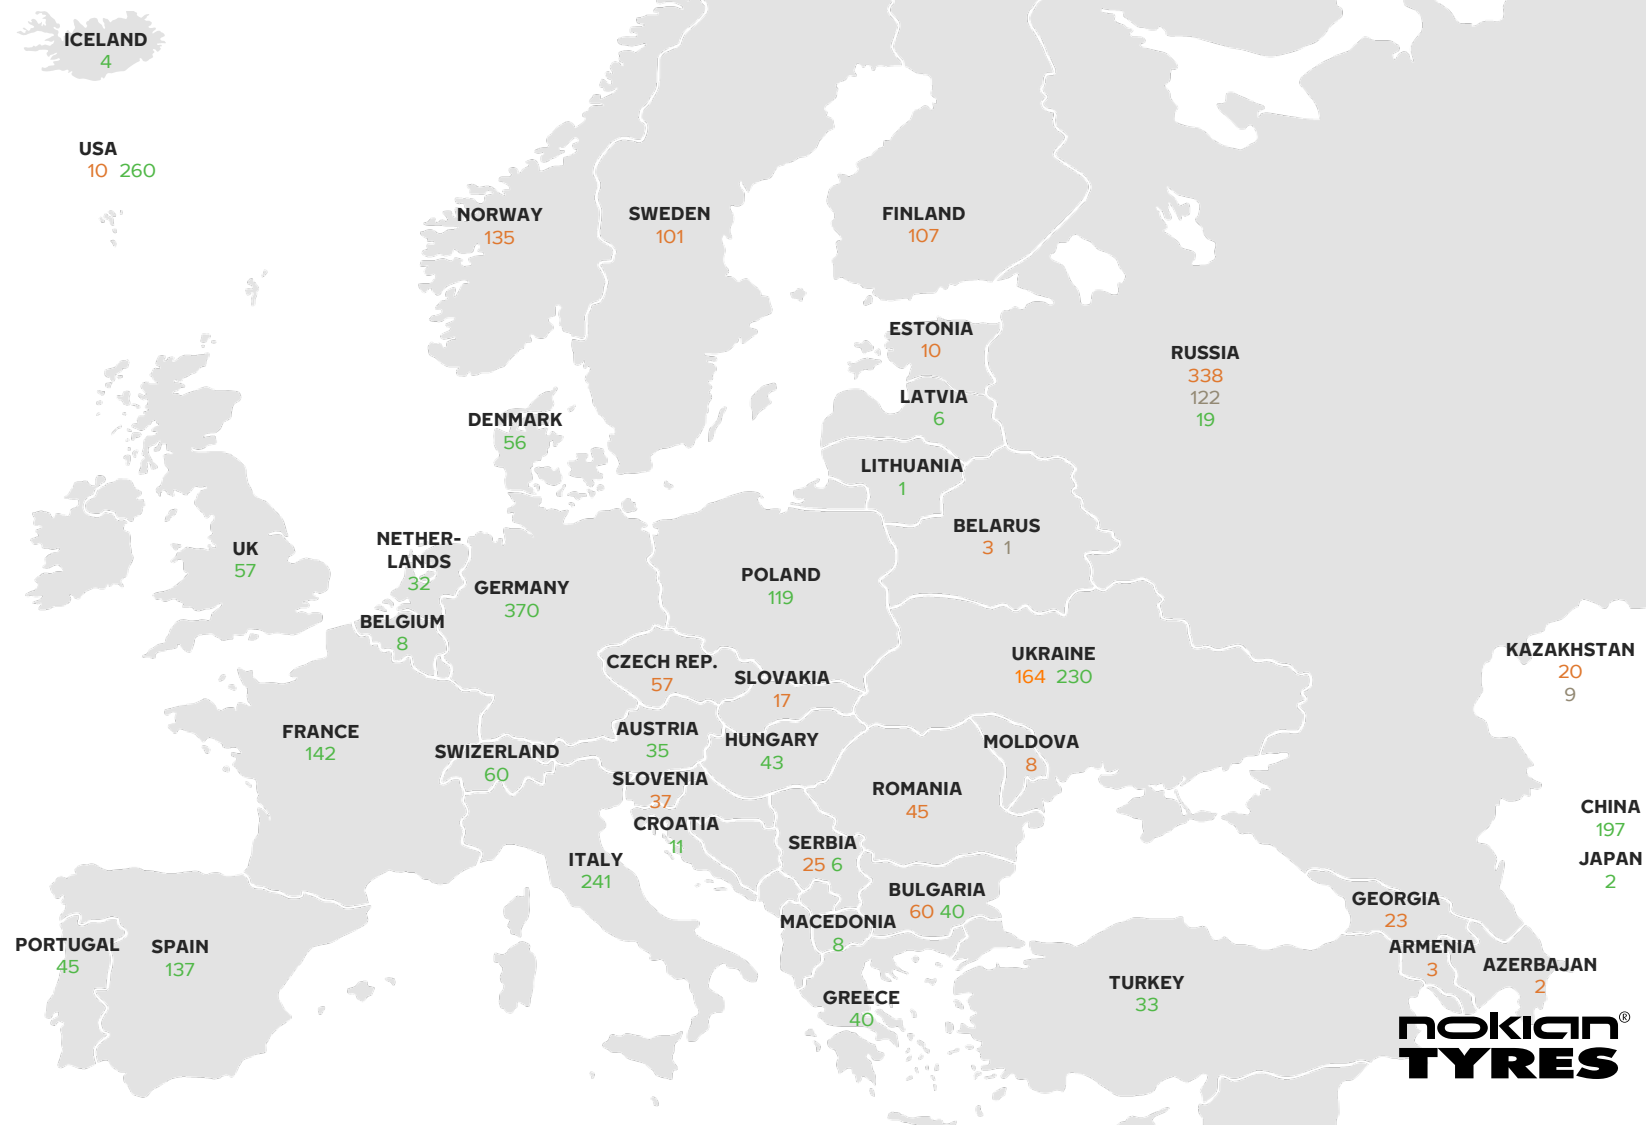 ICELAND
4
USA
10 260
NORWAY
135
SWEDEN
101
FINLAND
107
ESTONIA
10
RUSSIA
338
122
19
LATVIA
6
DENMARK
56
LITHUANIA
1
BELARUS
3 1
UK
57
NETHER-
LANDS
32
GERMANY
370
POLAND
119
BELGIUM
8
CZECH REP.
57
SLOVAKIA
17
UKRAINE
164 230
KAZAKHSTAN
20
9
FRANCE
142
SWIZERLAND
60
AUSTRIA
35
HUNGARY
43
MOLDOVA
8
SLOVENIA
37
ROMANIA
45
CROATIA
11
SERBIA
25 6
CHINA
197
ITALY
241
JAPAN
2
BULGARIA
60 40
GEORGIA
23
MACEDONIA
8
PORTUGAL
45
SPAIN
137
ARMENIA
3
AZERBAJAN
2
TURKEY
33
GREECE
40
nokian®
TYRES